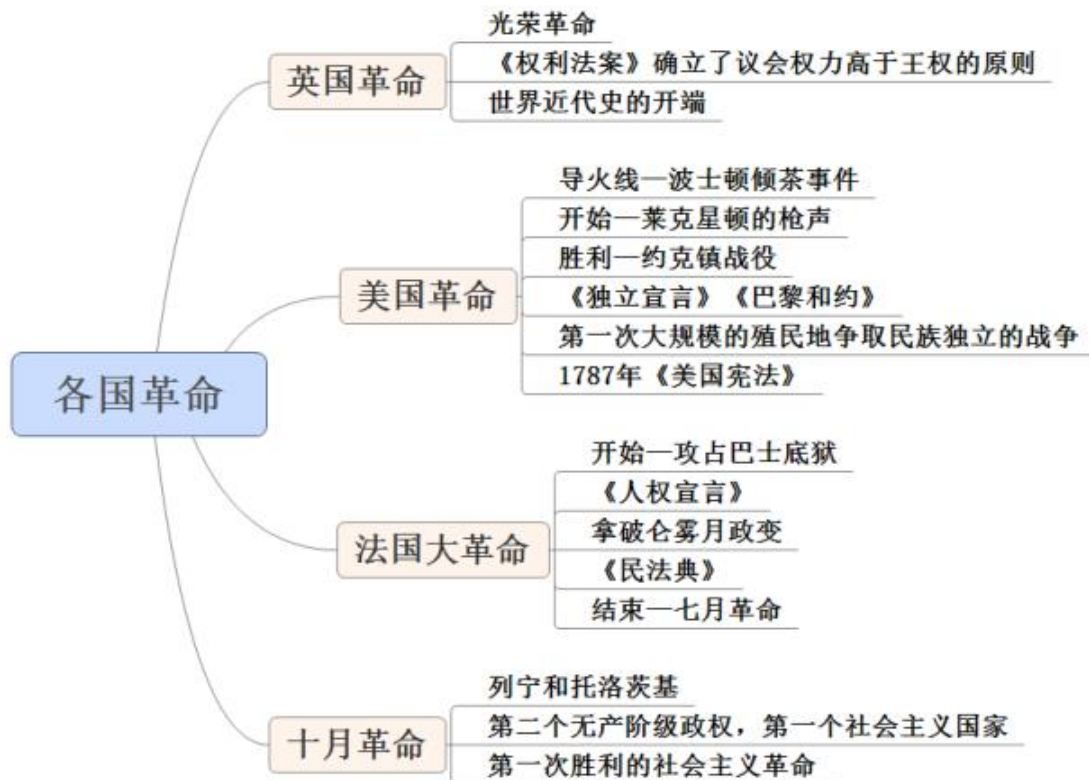 各国革命
英国革命
光荣革命
《权利法案》确立了议会权力高于王权的原则
世界近代史的开端
美国革命
导火线—波士顿倾茶事件
开始—莱克星顿的枪声
胜利—约克镇战役
《独立宣言》《巴黎和约》
第一次大规模的殖民地争取民族独立的战争
1787年《美国宪法》
法国大革命
开始—攻占巴士底狱
《人权宣言》
拿破仑雾月政变
《民法典》
结束—七月革命
十月革命
列宁和托洛茨基
第二个无产阶级政权，第一个社会主义国家
第一次胜利的社会主义革命